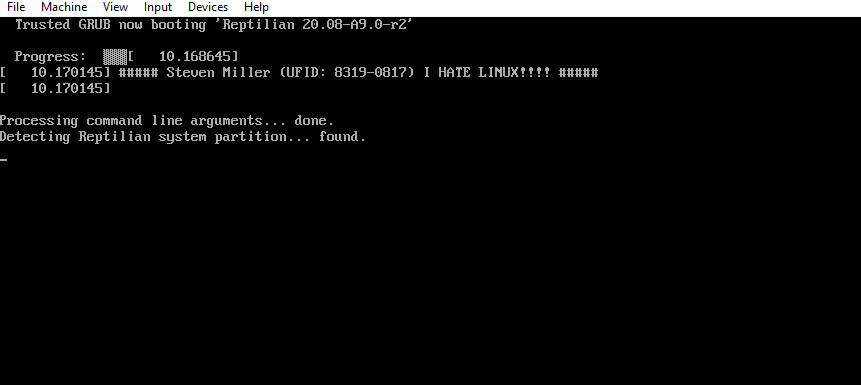 File Machine View Input Devices Help
Trusted GRUB now booting 'Reptilian 20.08-A9.0-r2'
Progress: ▒▒▒[ 10.168645]
[ 10.170145] ##### Steven Miller (UFID: 8319-0817) I HATE LINUX!!!! #####
[ 10.170145]
Processing command line arguments... done.
Detecting Reptilian system partition... found.